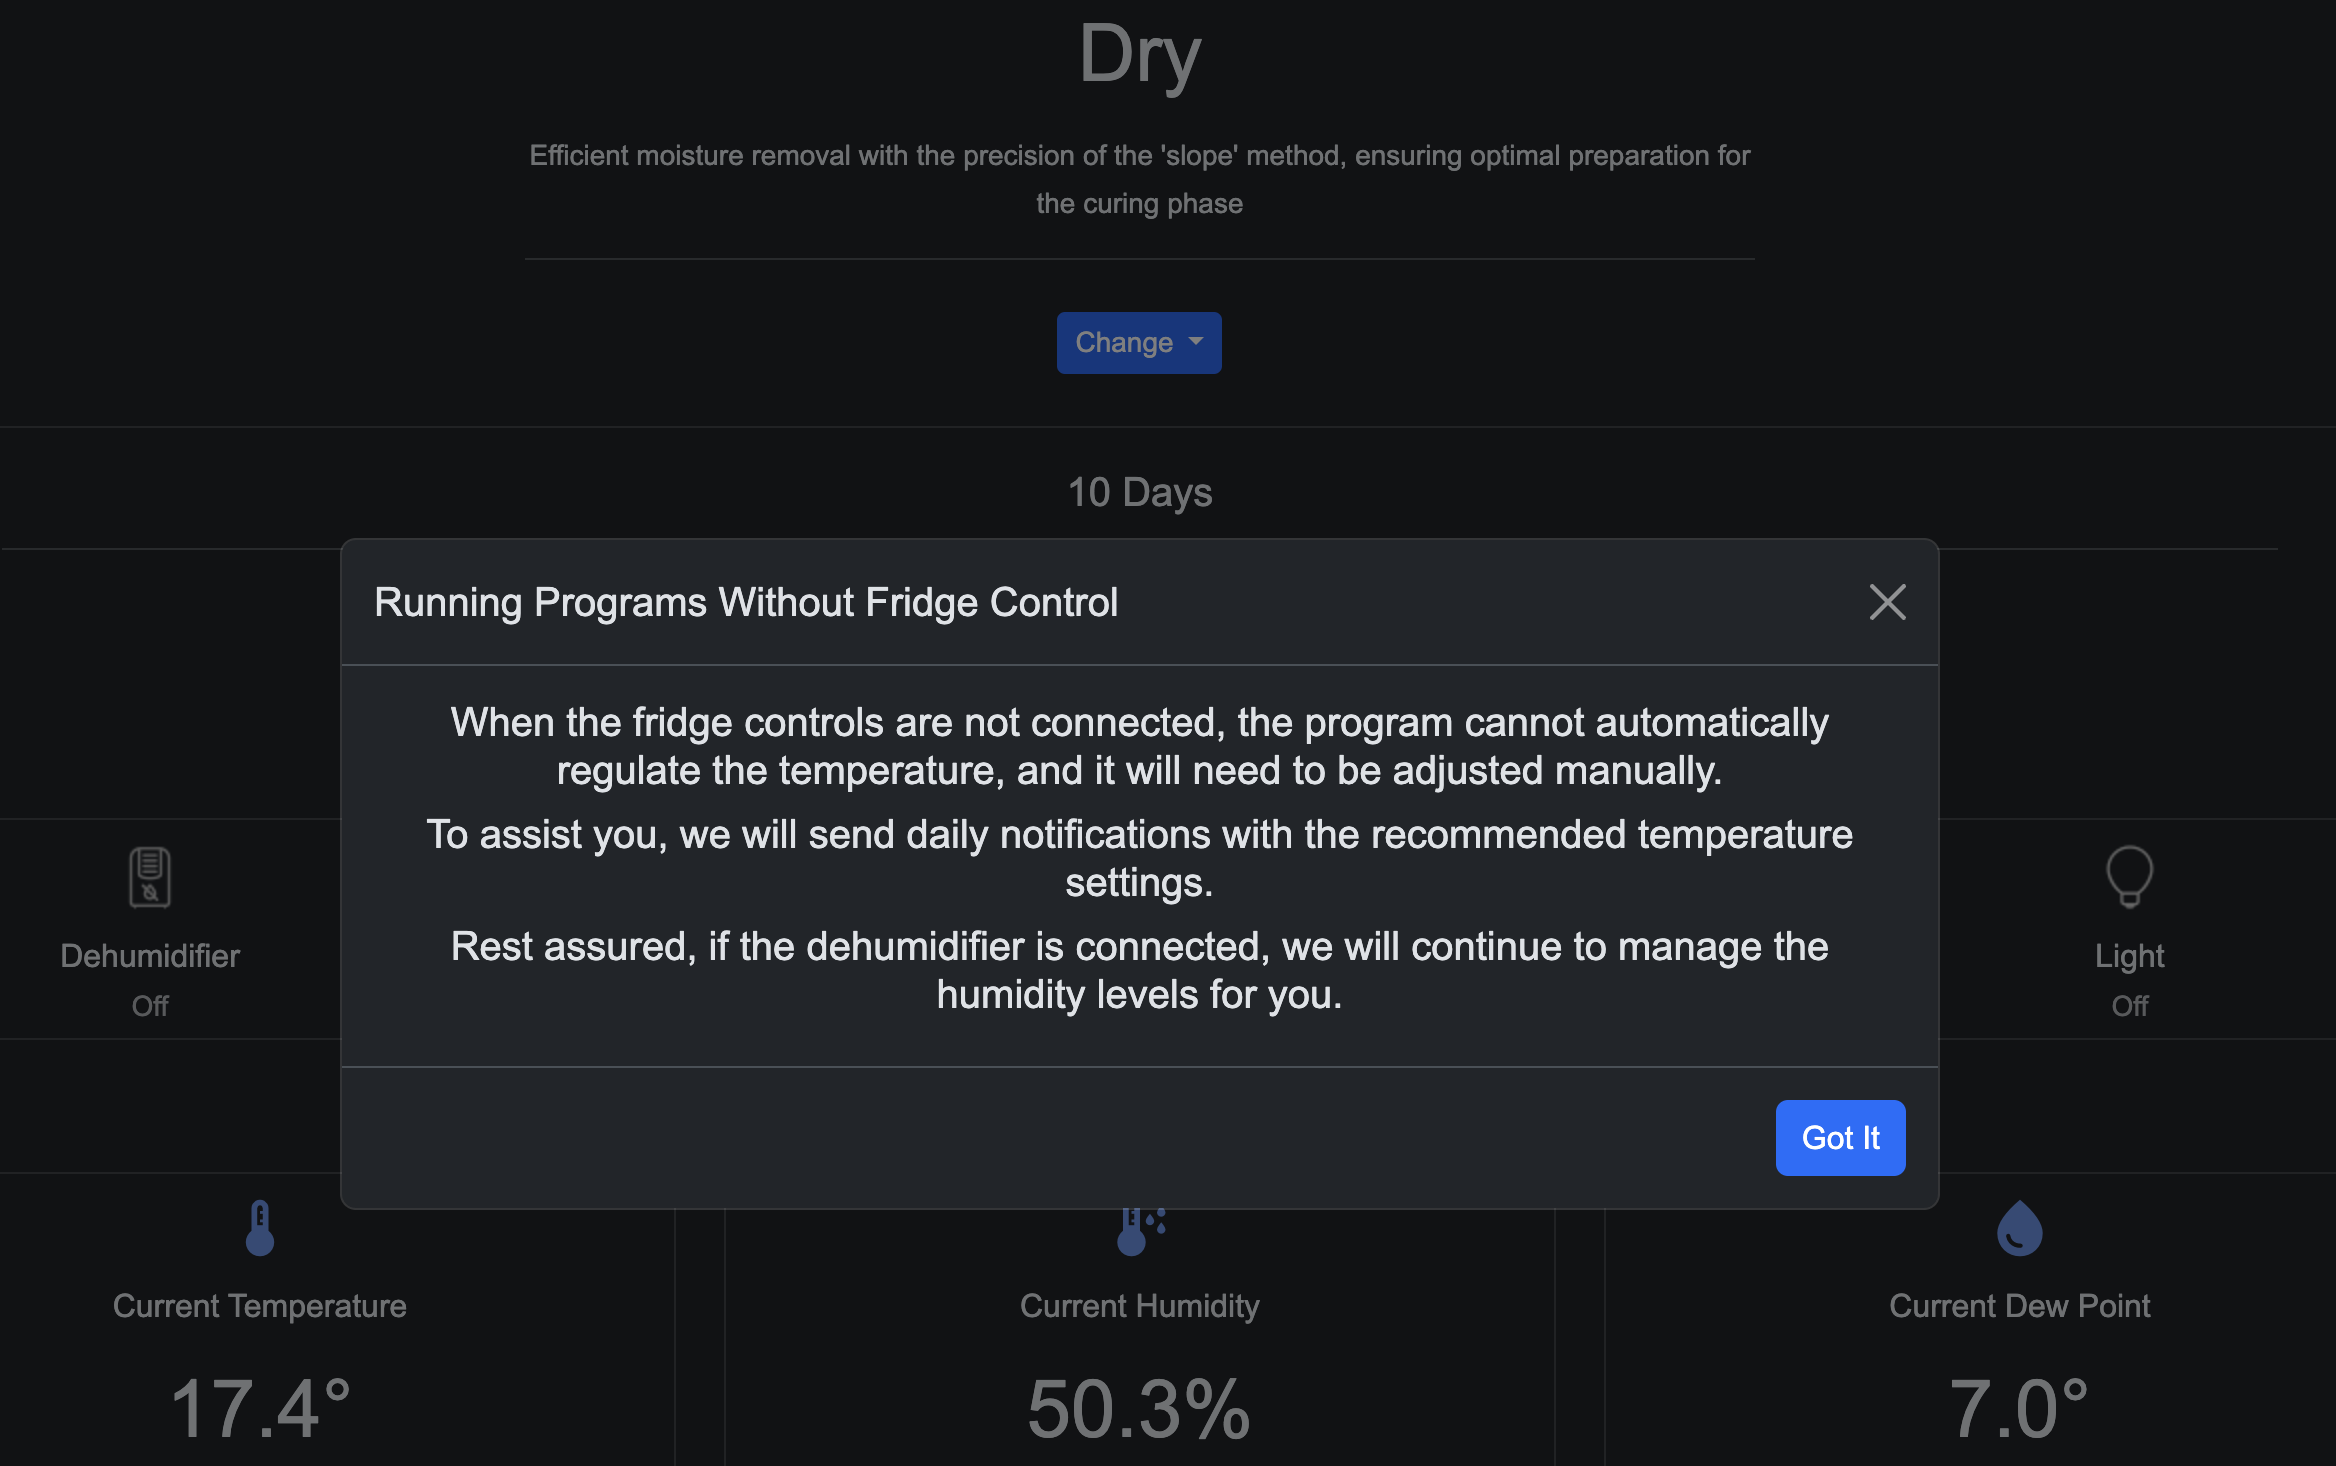 Dry
Efficient moisture removal with the precision of the 'slope' method, ensuring optimal preparation for
the curing phase
Change
10 Days
Running Programs Without Fridge Control
When the fridge controls are not connected, the program cannot automatically
regulate the temperature, and it will need to be adjusted manually.
To assist you, we will send daily notifications with the recommended temperature
settings.
Rest assured, if the dehumidifier is connected, we will continue to manage the
humidity levels for you.
Got It
Dehumidifier
Off
Light
Off
Current Temperature
17.4°
Current Humidity
50.3%
Current Dew Point
7.0°